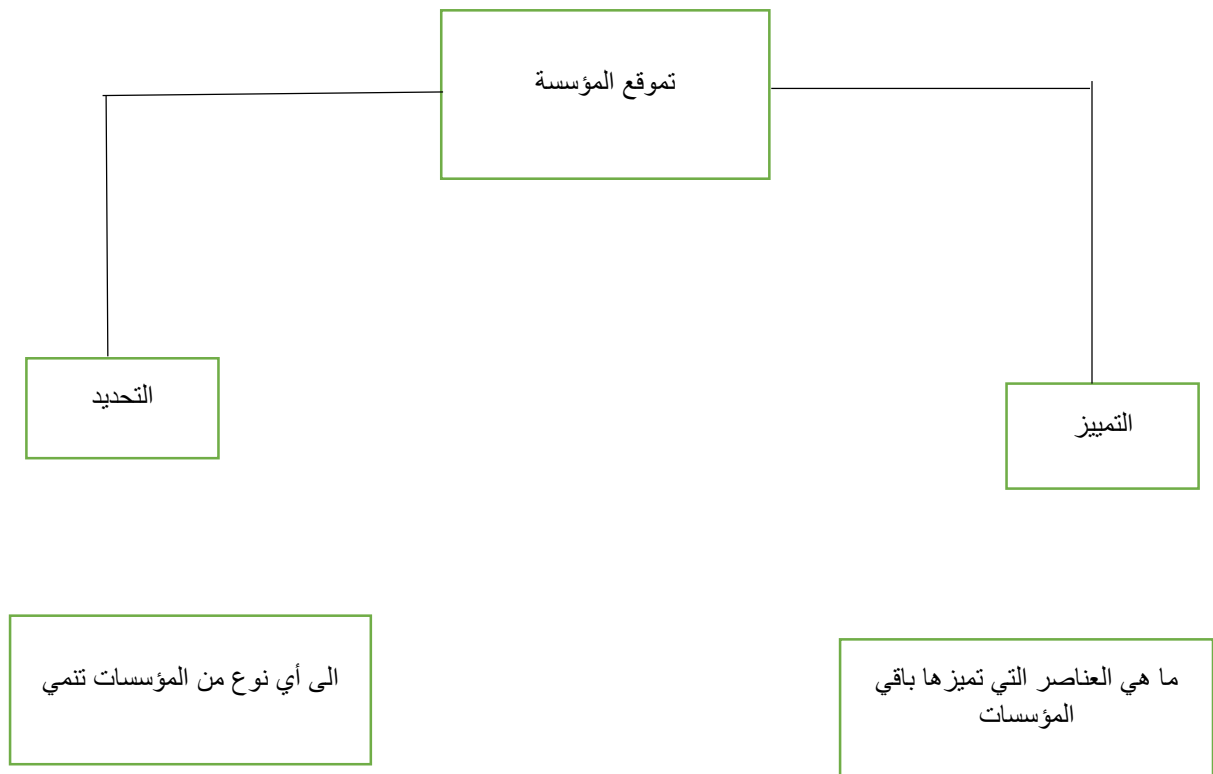 تموقع المؤسسة
التمييز
التحديد
ما هي العناصر التي تميزها باقي
المؤسسات
الى أي نوع من المؤسسات تنمي